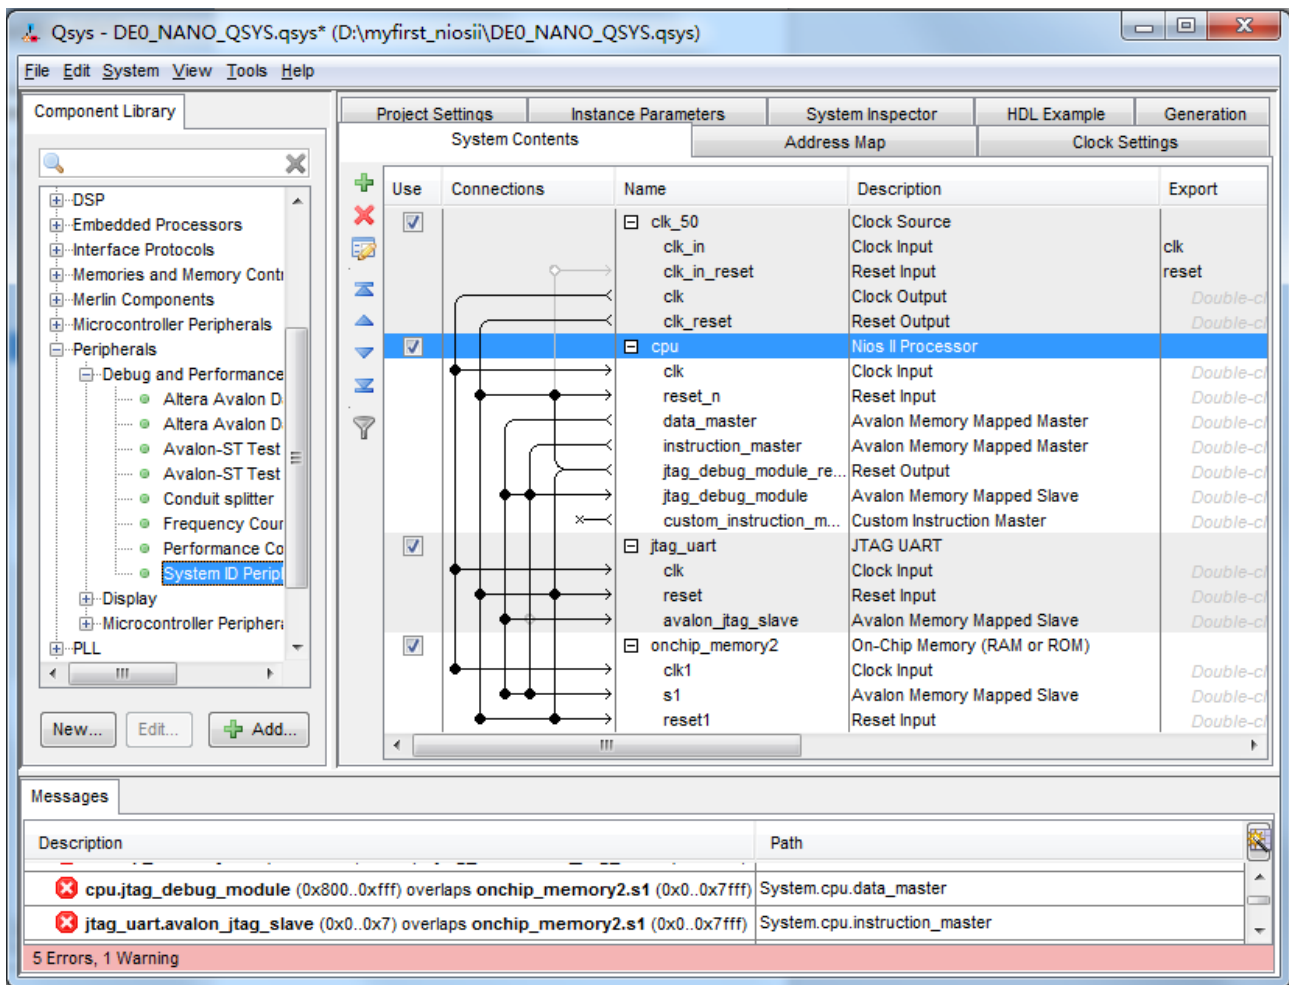 Qsys - DE0_NANO_QSYS.qsys* (D:\myfirst_niosii\DE0_NANO_QSYS.qsys)
File Edit System View Tools Help
Component Library
DSP
Embedded Processors
Interface Protocols
Memories and Memory Conti
Merlin Components
Microcontroller Peripherals
Peripherals
Debug and Performance
Altera Avalon D
Altera Avalon D
Avalon-ST Test
Avalon-ST Test
Conduit splitter
Frequency Coun
Performance Co
System ID Periph
Display
Microcontroller Periphera
PLL
New... Edit... Add...
Project Settings Instance Parameters System Inspector HDL Example Generation
System Contents Address Map Clock Settings
Use Connections Name Description Export
clk_50 Clock Source
clk_in Clock Input clk
clk_in_reset Reset Input reset
clk Clock Output Double-cl
clk_reset Reset Output Double-cl
cpu Nios II Processor
clk Clock Input Double-cl
reset_n Reset Input Double-cl
data_master Avalon Memory Mapped Master Double-cl
instruction_master Avalon Memory Mapped Master Double-cl
jtag_debug_module_re... Reset Output Double-cl
jtag_debug_module Avalon Memory Mapped Slave Double-cl
custom_instruction_m... Custom Instruction Master Double-cl
jtag_uart JTAG UART
clk Clock Input Double-cl
reset Reset Input Double-cl
avalon_jtag_slave Avalon Memory Mapped Slave Double-cl
onchip_memory2 On-Chip Memory (RAM or ROM)
clk1 Clock Input Double-cl
s1 Avalon Memory Mapped Slave Double-cl
reset1 Reset Input Double-cl
Messages
Description Path
cpu.jtag_debug_module (0x800..0xfff) overlaps onchip_memory2.s1 (0x0..0x7fff) System.cpu.data_master
jtag_uart.avalon_jtag_slave (0x0..0x7) overlaps onchip_memory2.s1 (0x0..0x7fff) System.cpu.instruction_master
5 Errors, 1 Warning